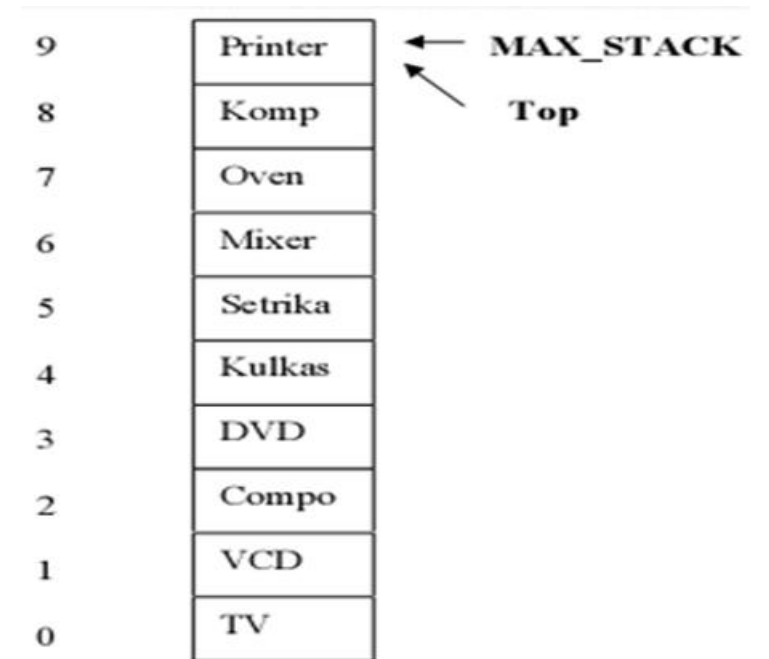 9 Printer MAX_STACK
8 Komp Top
7 Oven
6 Mixer
5 Setrika
4 Kulkas
3 DVD
2 Compo
1 VCD
0 TV